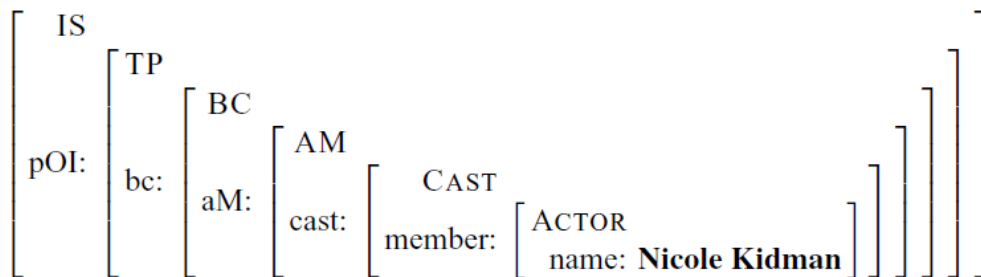 IS
TP
BC
AM
pOI:
bc:
aM:
cast:
CAST
member:
ACTOR
name: Nicole Kidman